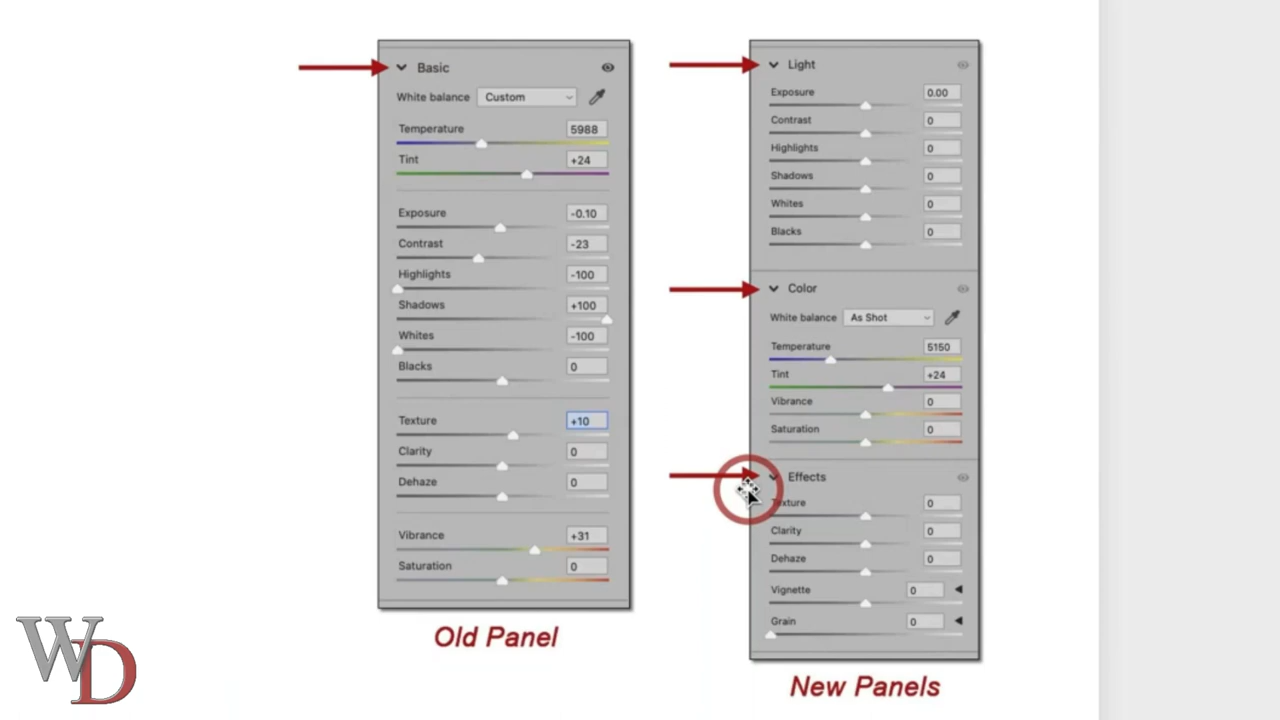 Basic
White balance Custom
Temperature 5988
Tint +24
Exposure -0.10
Contrast -23
Highlights -100
Shadows +100
Whites -100
Blacks 0
Texture +10
Clarity 0
Dehaze 0
Vibrance +31
Saturation 0
Old Panel
Light
Exposure 0.00
Contrast 0
Highlights 0
Shadows 0
Whites 0
Blacks 0
Color
White balance As Shot
Temperature 5150
Tint +24
Vibrance 0
Saturation 0
Effects
Texture 0
Clarity 0
Dehaze 0
Vignette 0
Grain 0
New Panels
WD